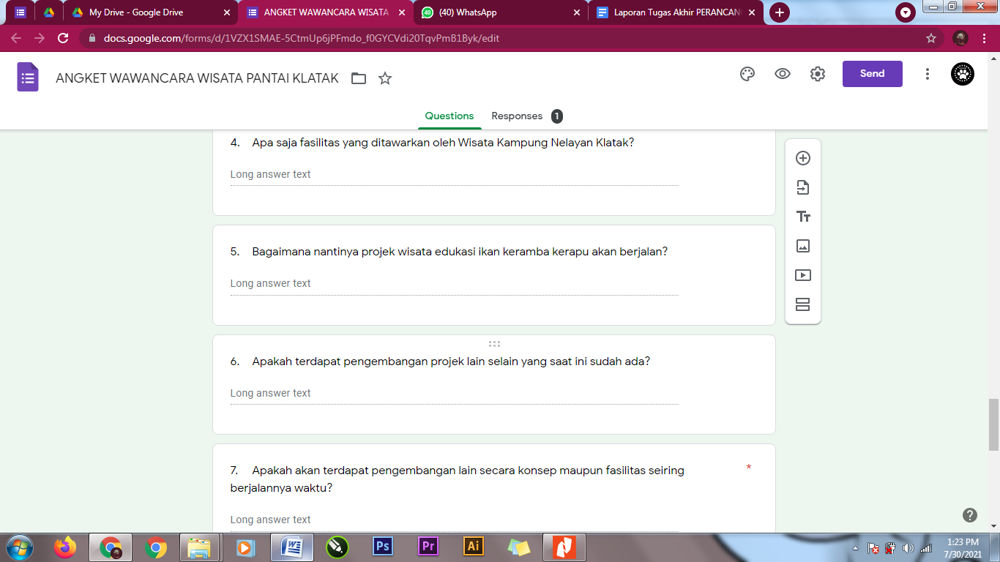 My Drive - Google Drive
ANGKET WAWANCARA WISATA
40
(40) WhatsApp
Laporan Tugas Akhir PERANCAN
docs.google.com/forms/d/1VZX1SMAE-5CtmUp6jPFmdo_f0GYCVdi20TqvPmB1Byk/edit
ANGKET WAWANCARA WISATA PANTAI KLATAK
Send
Questions
Responses 1
4. Apa saja fasilitas yang ditawarkan oleh Wisata Kampung Nelayan Klatak?
Long answer text
5. Bagaimana nantinya projek wisata edukasi ikan keramba kerapu akan berjalan?
Long answer text
6. Apakah terdapat pengembangan projek lain selain yang saat ini sudah ada?
Long answer text
7. Apakah akan terdapat pengembangan lain secara konsep maupun fasilitas seiring *
berjalannya waktu?
Long answer text
Ps
Pr
Ai
1:23 PM
7/30/2021